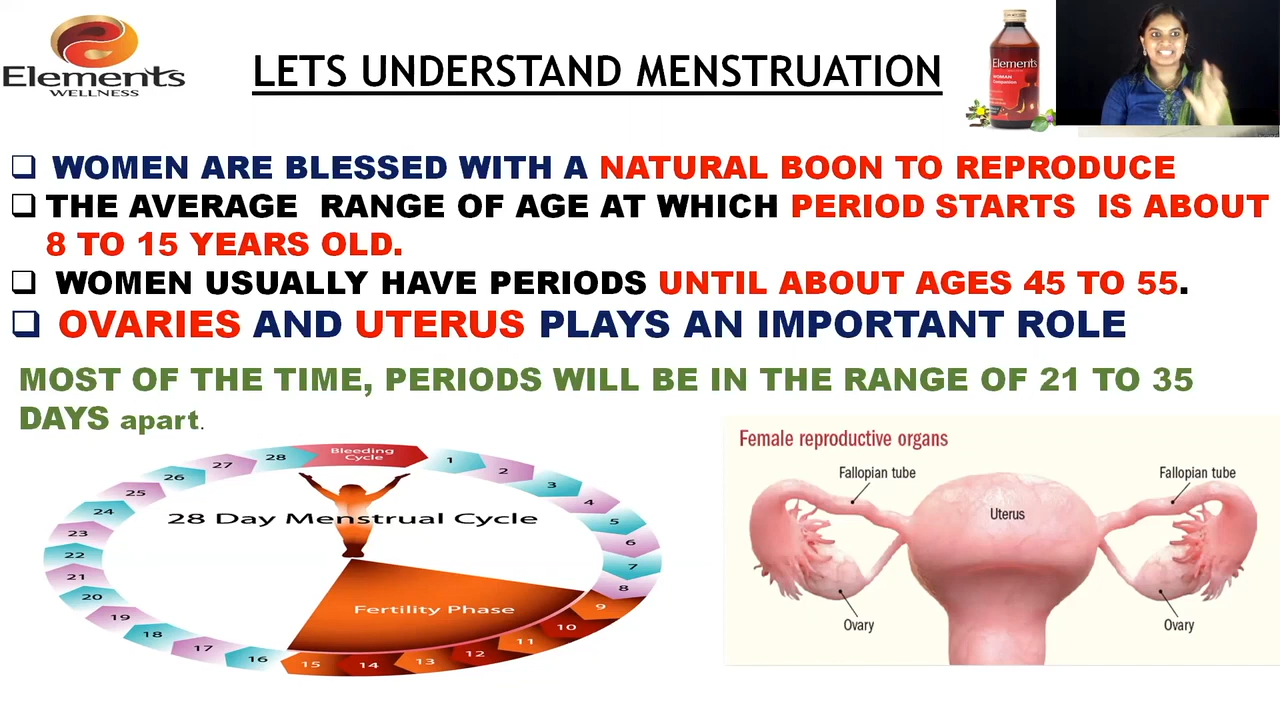 Elements
WELLNESS
LETS UNDERSTAND MENSTRUATION
Elements
WOMAN
❑ WOMEN ARE BLESSED WITH A NATURAL BOON TO REPRODUCE
❑ THE AVERAGE RANGE OF AGE AT WHICH PERIOD STARTS IS ABOUT
8 TO 15 YEARS OLD.
❑ WOMEN USUALLY HAVE PERIODS UNTIL ABOUT AGES 45 TO 55.
❑ OVARIES AND UTERUS PLAYS AN IMPORTANT ROLE
MOST OF THE TIME, PERIODS WILL BE IN THE RANGE OF 21 TO 35
DAYS apart.
Bleeding
Cycle
1
2
3
4
5
6
7
8
9
10
11
12
13
14
15
16
17
18
19
20
21
22
23
24
25
26
27
28
28 Day Menstrual Cycle
Fertility Phase
Female reproductive organs
Fallopian tube
Fallopian tube
Uterus
Ovary
Ovary